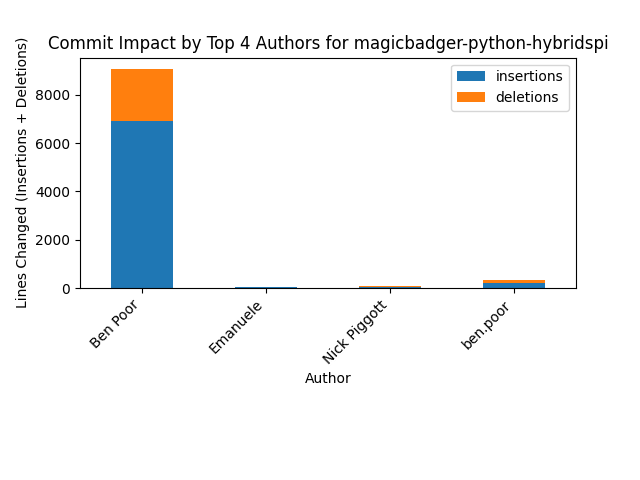 Commit Impact by Top 4 Authors for magicbadger-python-hybridspi
Lines Changed (Insertions + Deletions)
8000
6000
4000
2000
0
insertions
deletions
Ben Poor
Emanuele
Nick Piggott
ben.poor
Author